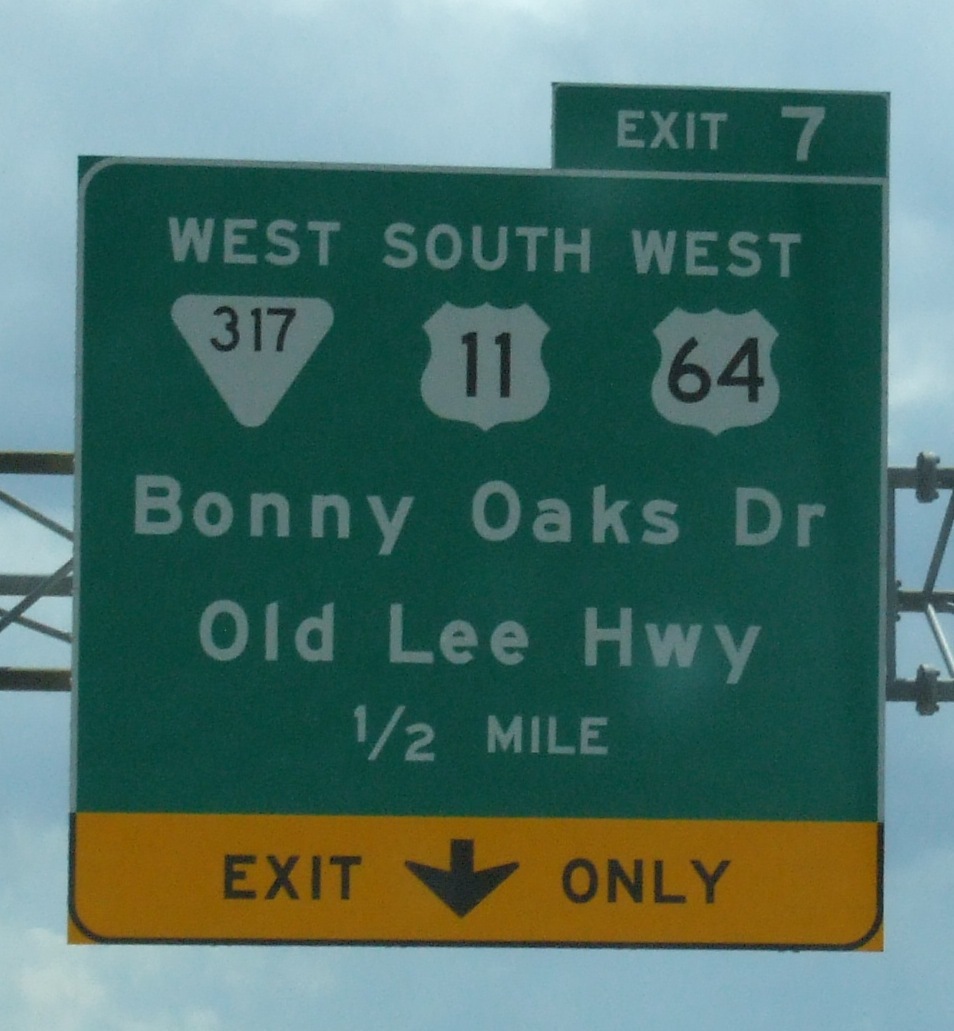 EXIT 7
WEST SOUTH WEST
317 11 64
Bonny Oaks Dr
Old Lee Hwy
1/2 MILE
EXIT ONLY